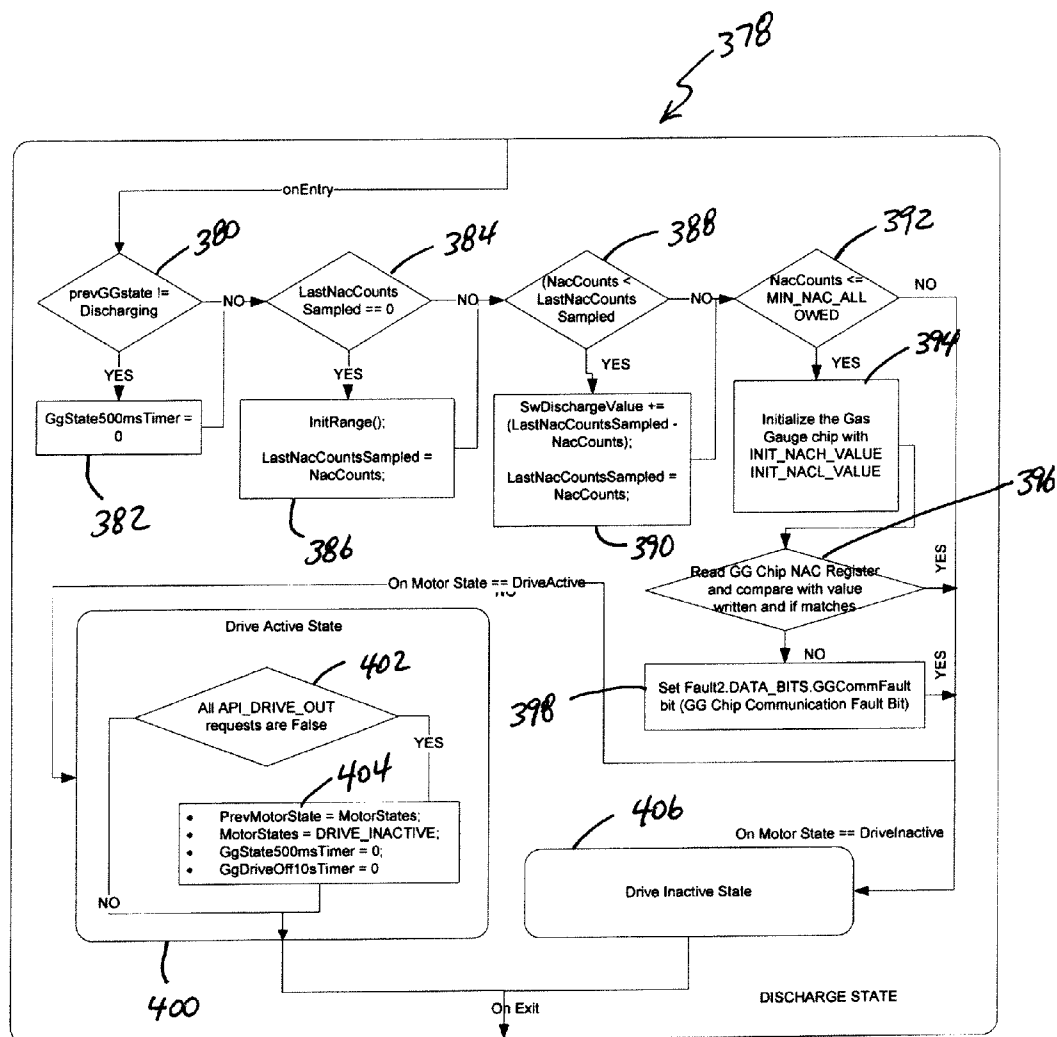 378
onEntry
380
384
388
392
prevGGstate !=
Discharging
NO
LastNacCounts
Sampled == 0
NO
(NacCounts <
LastNacCounts
Sampled
NO
NacCounts <=
MIN_NAC_ALL
OWED
NO
394
YES
YES
YES
YES
GgState500msTimer =
0
382
InitRange();
LastNacCountsSampled =
NacCounts;
386
SwDischargeValue +=
(LastNacCountsSampled -
NacCounts);
LastNacCountsSampled =
NacCounts;
390
Initialize the Gas
Gauge chip with
INIT_NACH_VALUE
INIT_NACL_VALUE
396
On Motor State == DriveActive
NO
Read GG Chip NAC Register
and compare with value
written and if matches
YES
NO
Drive Active State
402
All API_DRIVE_OUT
requests are False
YES
398
Set Fault2.DATA_BITS.GGCommFault
bit (GG Chip Communication Fault Bit)
YES
404
• PrevMotorState = MotorStates;
• MotorStates = DRIVE_INACTIVE;
• GgState500msTimer = 0;
• GgDriveOff10sTimer = 0
NO
406
On Motor State == DriveInactive
Drive Inactive State
400
On Exit
DISCHARGE STATE